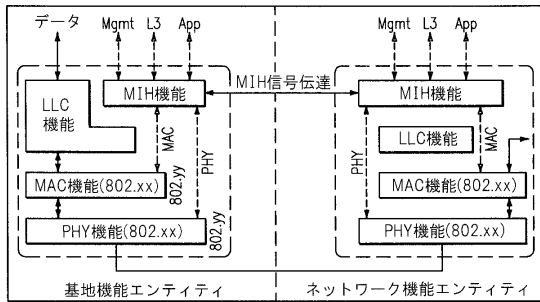 データ Mgmt L3 App
MIH機能
LLC
機能
MAC
PHY
MAC機能(802.xx)
802.yy
PHY機能(802.xx)
802.yy
基地機能エンティティ
MIH信号伝達
Mgmt L3 App
MIH機能
LLC機能
MAC
PHY
MAC機能(802.xx)
PHY機能(802.xx)
ネットワーク機能エンティティ